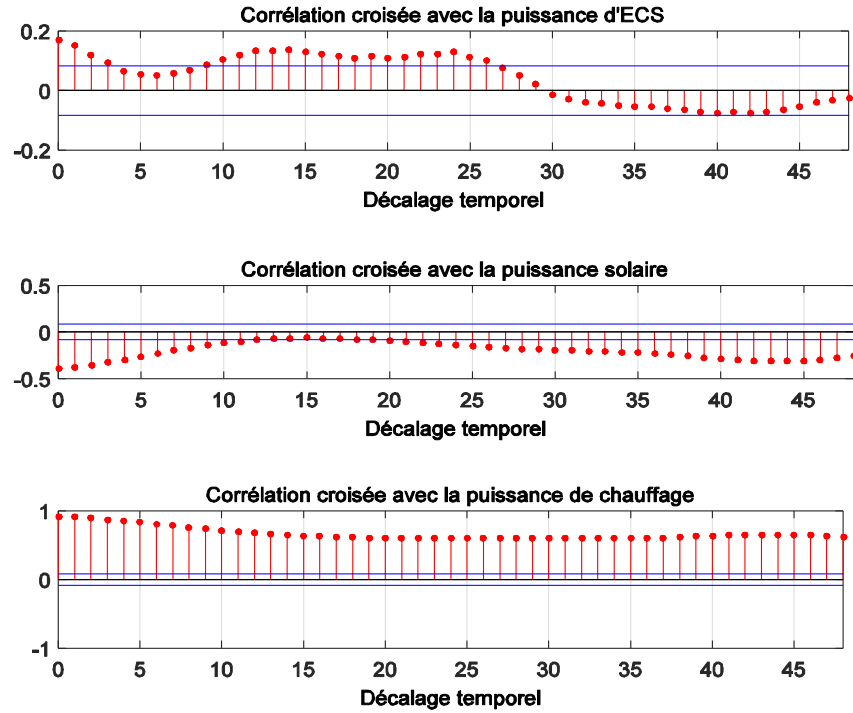 Corrélation croisée avec la puissance d'ECS
0.2
0
-0.2
0 5 10 15 20 25 30 35 40 45
Décalage temporel
Corrélation croisée avec la puissance solaire
0.5
0
-0.5
0 5 10 15 20 25 30 35 40 45
Décalage temporel
Corrélation croisée avec la puissance de chauffage
1
0
-1
0 5 10 15 20 25 30 35 40 45
Décalage temporel